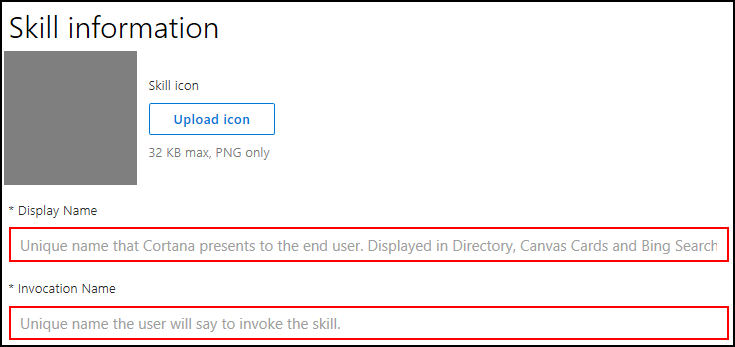 Skill information
Skill icon
Upload icon
32 KB max, PNG only
* Display Name
Unique name that Cortana presents to the end user. Displayed in Directory, Canvas Cards and Bing Search
* Invocation Name
Unique name the user will say to invoke the skill.